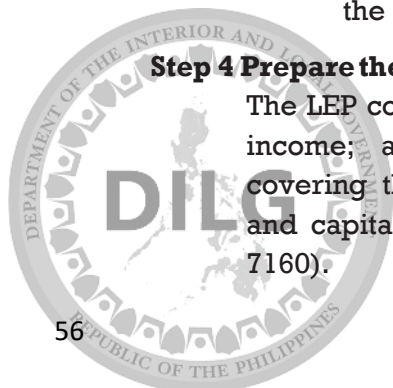 the
Step 4 Prepare the
The LEP co
income; a
covering th
and capita
7160).
56
DEPARTMENT OF THE INTERIOR AND LOCAL GOVERNMENT
DILG
REPUBLIC OF THE PHILIPPINES